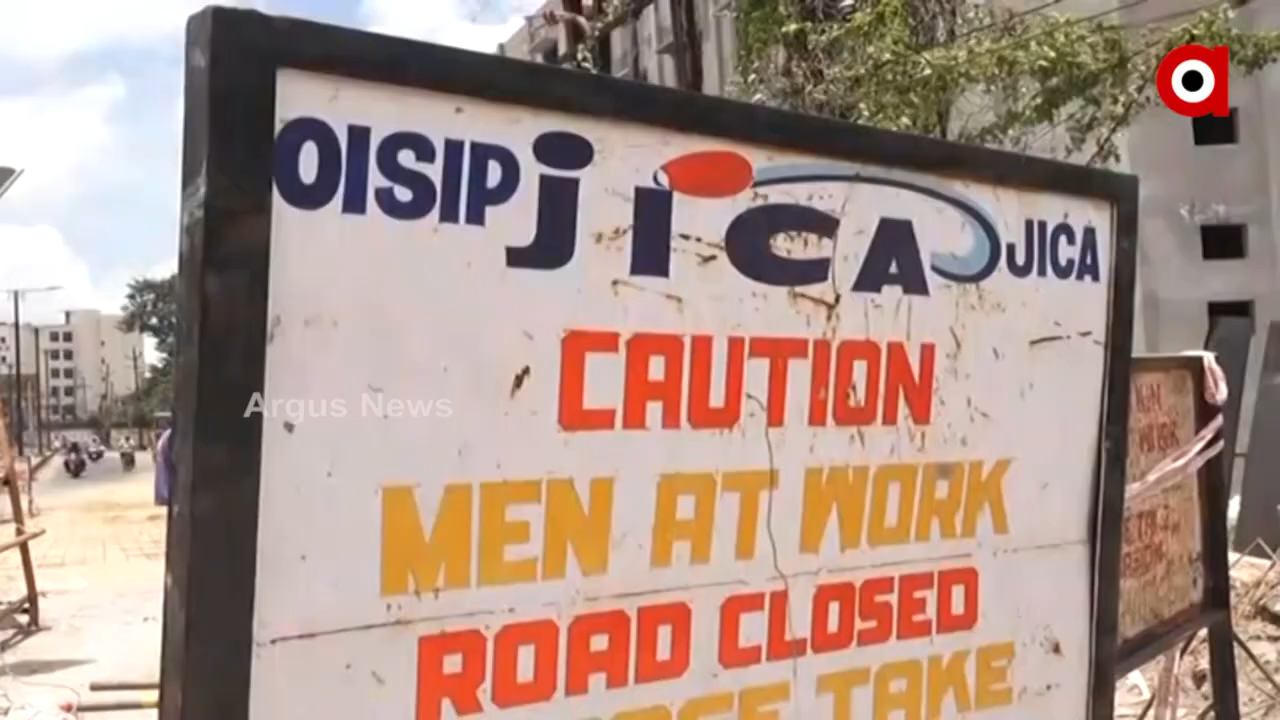 OISIP jICA JICA
CAUTION
MEN AT WORK
ROAD CLOSED
TAKE
Argus News